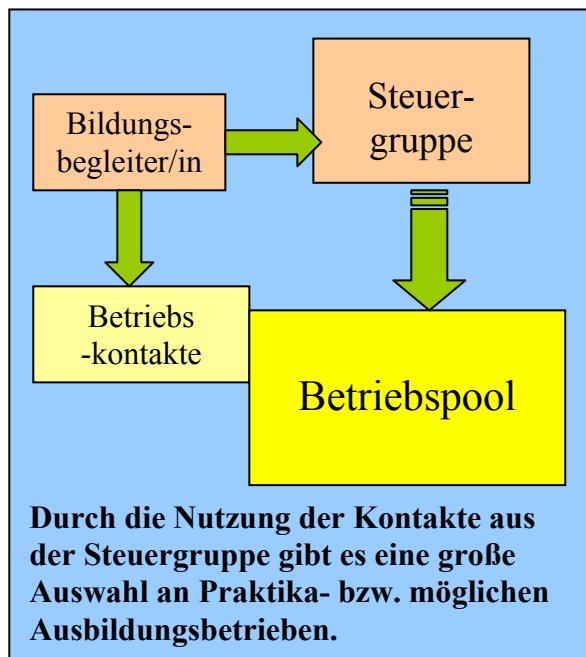 Bildungs-
begleiter/in
Steuer-
gruppe
Betriebs
-kontakte
Betriebspool
Durch die Nutzung der Kontakte aus
der Steuergruppe gibt es eine große
Auswahl an Praktika- bzw. möglichen
Ausbildungsbetrieben.